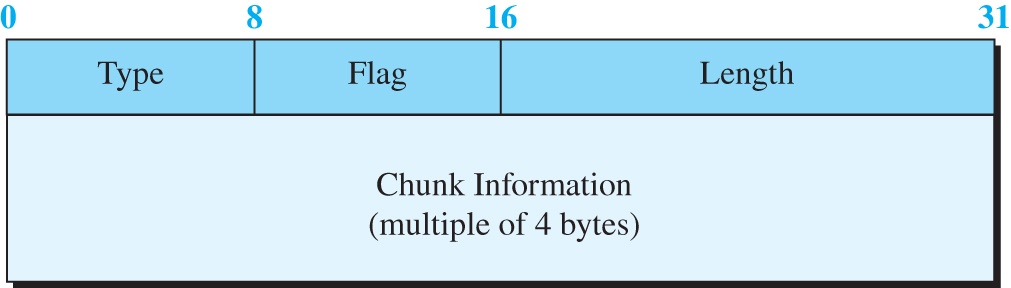 0 8 16 31
Type Flag Length
Chunk Information
(multiple of 4 bytes)